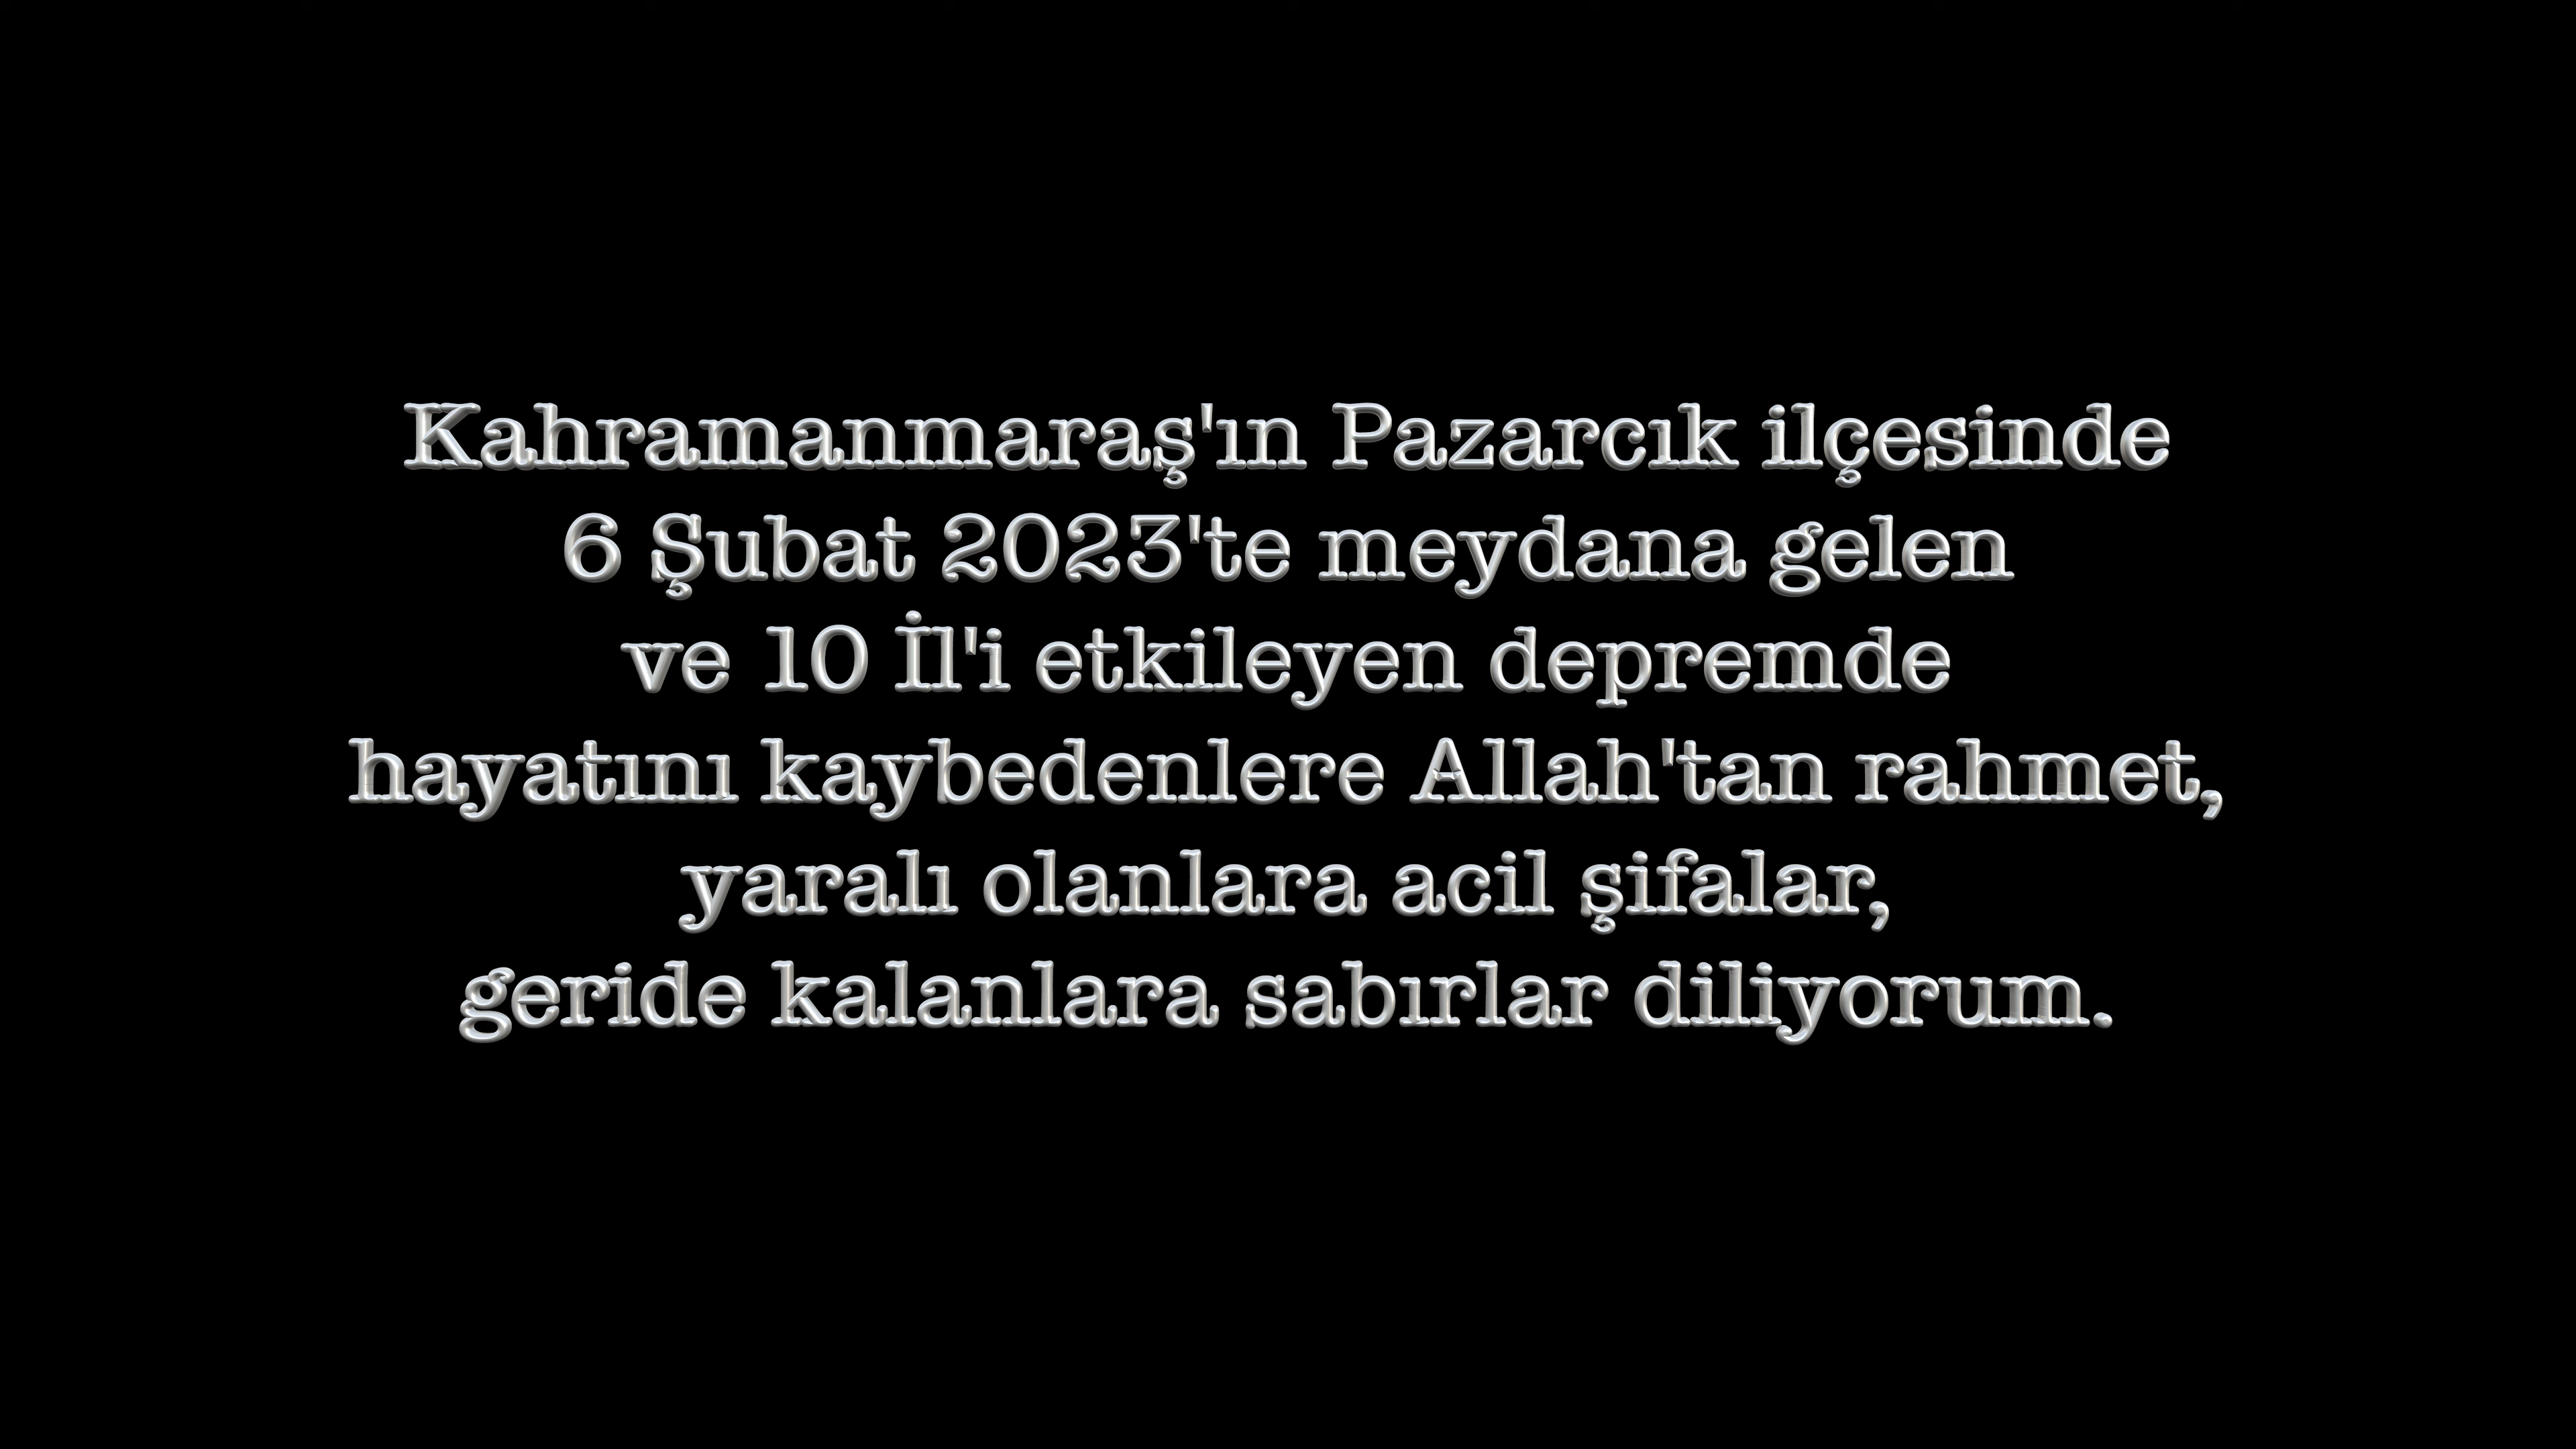 Kahramanmaraş'ın Pazarcık ilçesinde
6 Şubat 2023'te meydana gelen
ve 10 İl'i etkileyen depremde
hayatını kaybedenlere Allah'tan rahmet,
yaralı olanlara acil şifalar,
geride kalanlara sabırlar diliyorum.